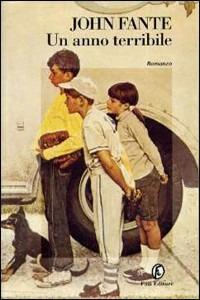 JOHN FANTE
Un anno terribile
Romanzo
Fazi Editore